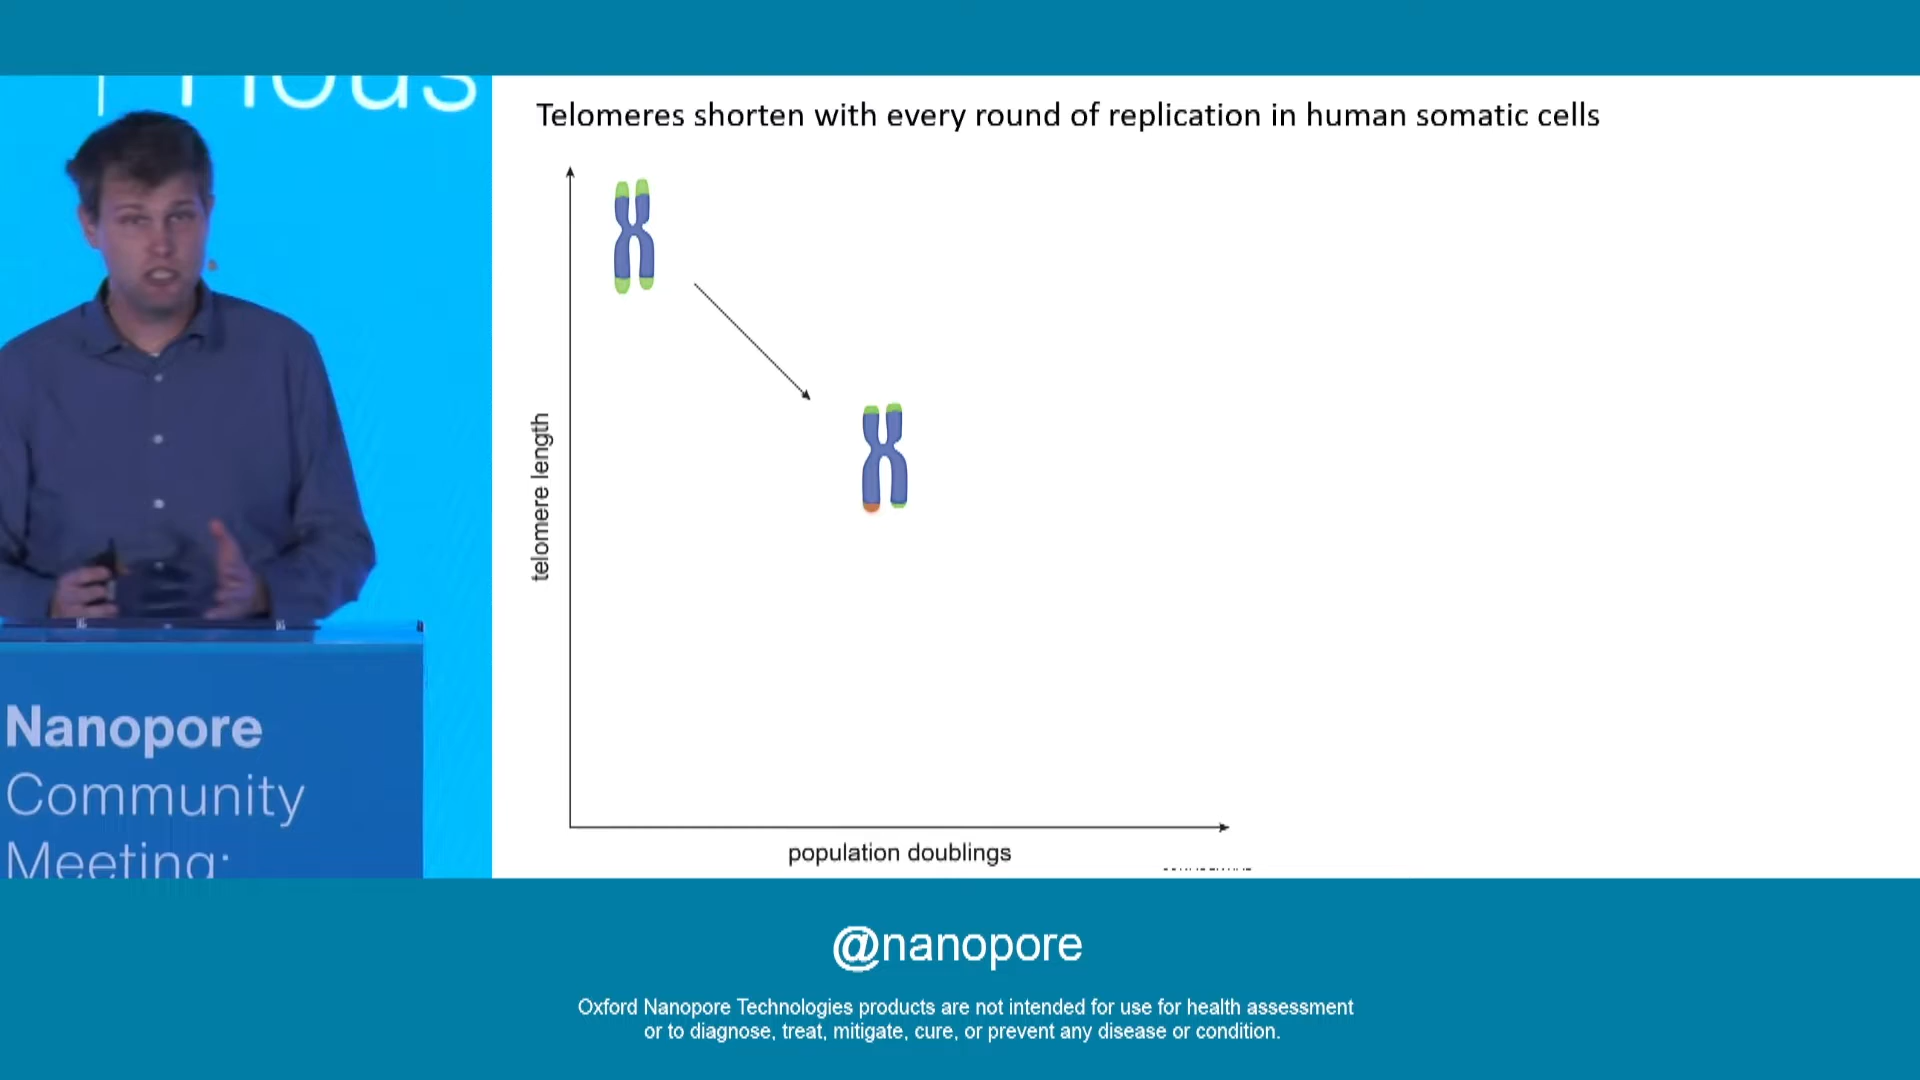 Hous
Telomeres shorten with every round of replication in human somatic cells
telomere length
population doublings
Nanopore
Community
Meeting:
@nanopore
Oxford Nanopore Technologies products are not intended for use for health assessment
or to diagnose, treat, mitigate, cure, or prevent any disease or condition.